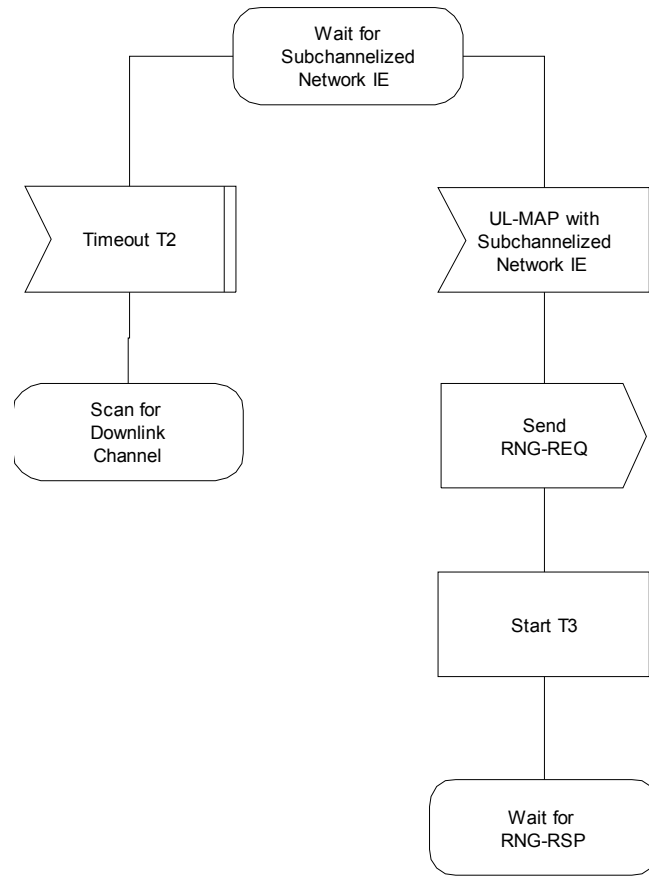 Wait for
Subchannelized
Network IE
Timeout T2
UL-MAP with
Subchannelized
Network IE
Scan for
Downlink
Channel
Send
RNG-REQ
Start T3
Wait for
RNG-RSP